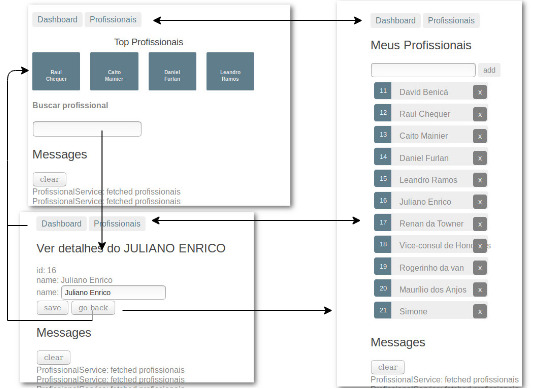 Dashboard Profissionais
Top Profissionais
Raul Chequer
Caito Mainier
Daniel Furlan
Leandro Ramos
Buscar profissional
Messages
clear
ProfissionalService: fetched profissionais
ProfissionalService: fetched profissionais
Dashboard Profissionais
Ver detalhes do JULIANO ENRICO
id: 16
name: Juliano Enrico
name: Juliano Enrico
save go back
Messages
clear
ProfissionalService: fetched profissionais
ProfissionalService: fetched profissionais
ProfissionalService: fetched profissionais
Dashboard Profissionais
Meus Profissionais
add
11 David Benicá x
12 Raul Chequer x
13 Caito Mainier x
14 Daniel Furlan x
15 Leandro Ramos x
16 Juliano Enrico x
17 Renan da Towner x
18 Vice-consul de Honduras x
19 Rogerinho da van x
20 Maurílio dos Anjos x
21 Simone x
Messages
clear
ProfissionalService: fetched profissionais